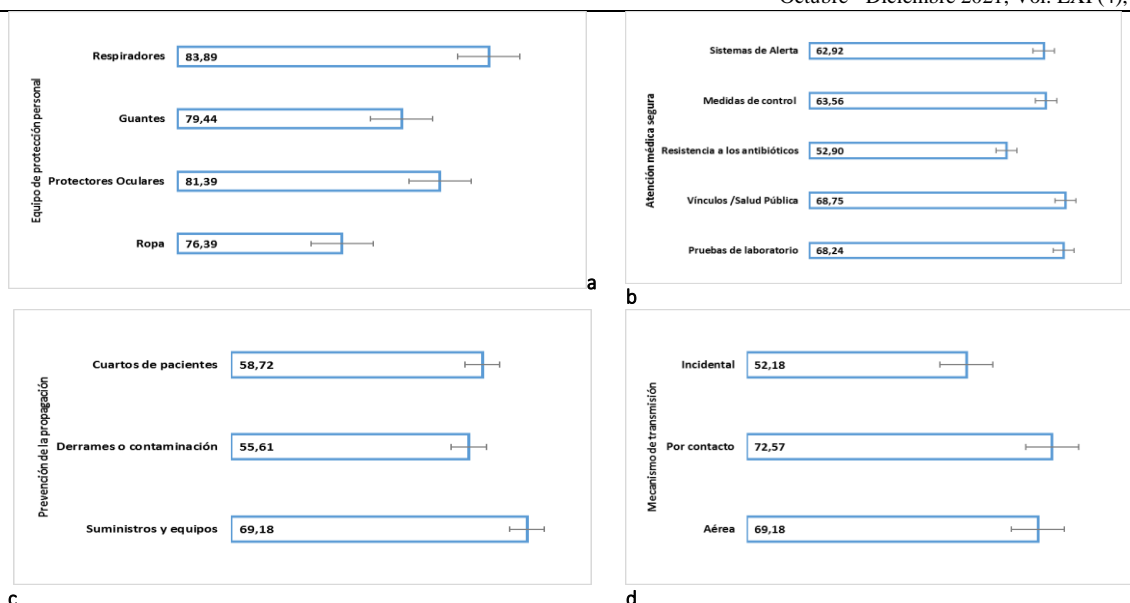 Octubre - Diciembre 2021, Vol. LXI (4),
Equipo de protección personal
Respiradores 83,89
Guantes 79,44
Protectores Oculares 81,39
Ropa 76,39
a
Atención médica segura
Sistemas de Alerta 62,92
Medidas de control 63,56
Resistencia a los antibióticos 52,90
Vínculos /Salud Pública 68,75
Pruebas de laboratorio 68,24
b
Prevención de la propagación
Cuartos de pacientes 58,72
Derrames o contaminación 55,61
Suministros y equipos 69,18
c
Mecanismo de transmisión
Incidental 52,18
Por contacto 72,57
Aérea 69,18
d